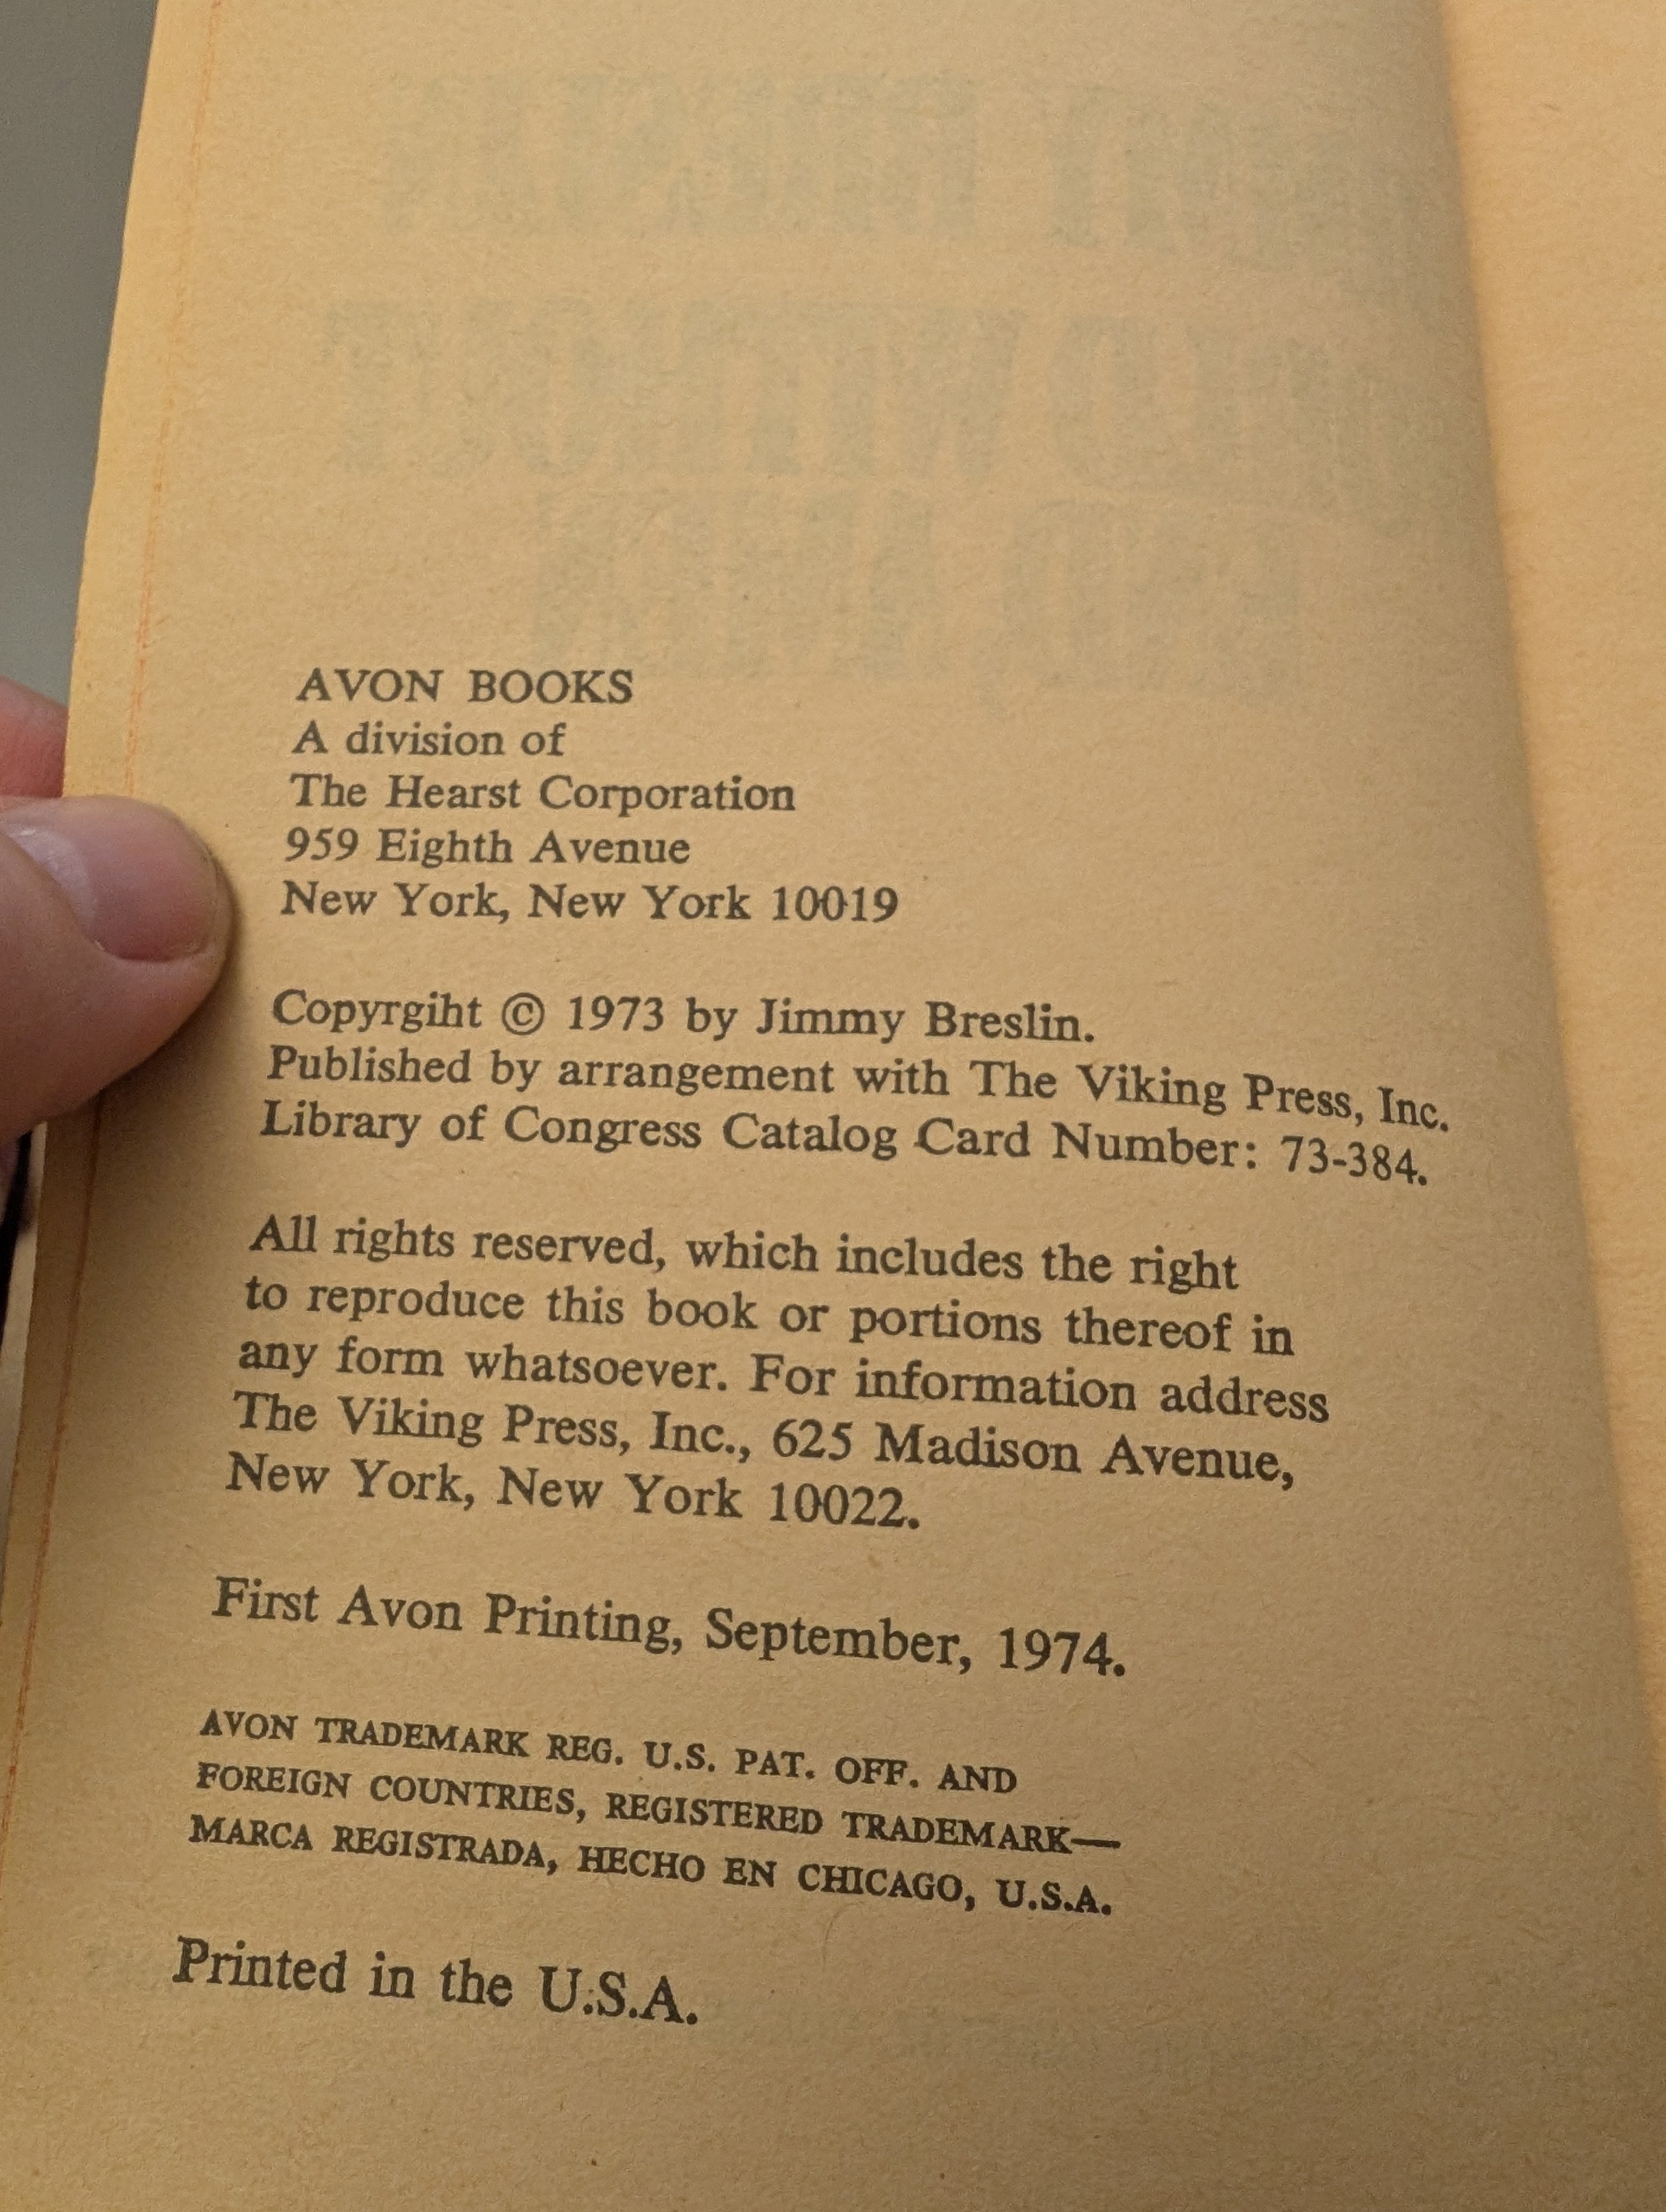 AVON BOOKS
A division of
The Hearst Corporation
959 Eighth Avenue
New York, New York 10019
Copyrgiht © 1973 by Jimmy Breslin.
Published by arrangement with The Viking Press, Inc.
Library of Congress Catalog Card Number: 73-384.
All rights reserved, which includes the right
to reproduce this book or portions thereof in
any form whatsoever. For information address
The Viking Press, Inc., 625 Madison Avenue,
New York, New York 10022.
First Avon Printing, September, 1974.
AVON TRADEMARK REG. U.S. PAT. OFF. AND
FOREIGN COUNTRIES, REGISTERED TRADEMARK—
MARCA REGISTRADA, HECHO EN CHICAGO, U.S.A.
Printed in the U.S.A.